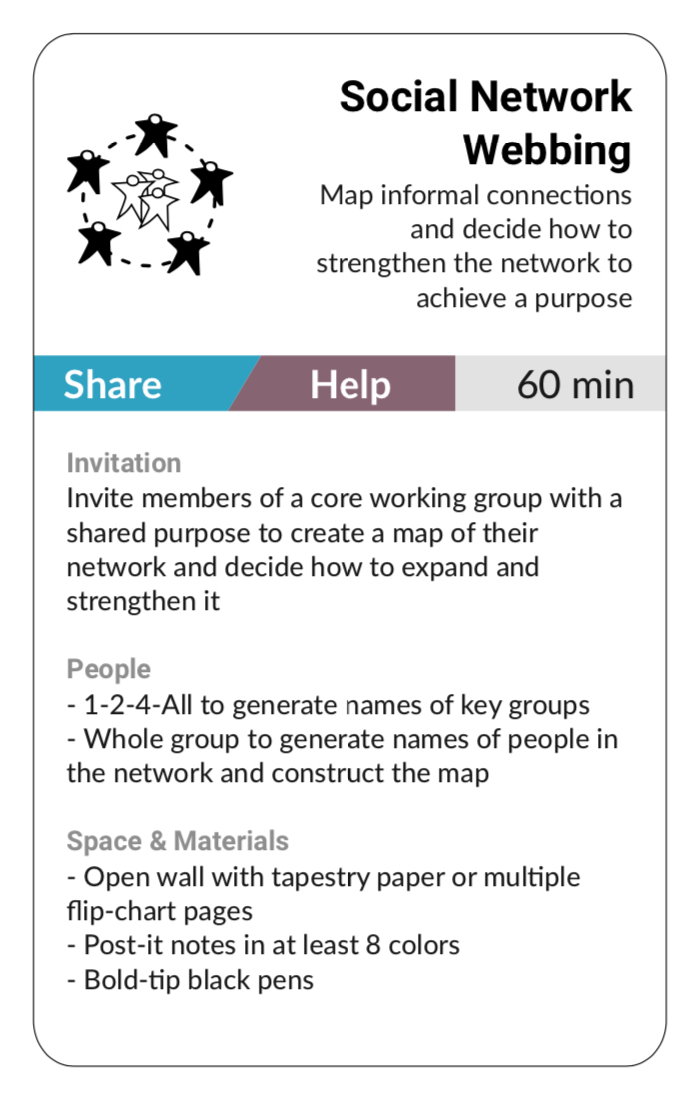 Social Network
Webbing
Map informal connections
and decide how to
strengthen the network to
achieve a purpose
Share
Help
60 min
Invitation
Invite members of a core working group with a
shared purpose to create a map of their
network and decide how to expand and
strengthen it
People
- 1-2-4-All to generate names of key groups
- Whole group to generate names of people in
the network and construct the map
Space & Materials
- Open wall with tapestry paper or multiple
flip-chart pages
- Post-it notes in at least 8 colors
- Bold-tip black pens